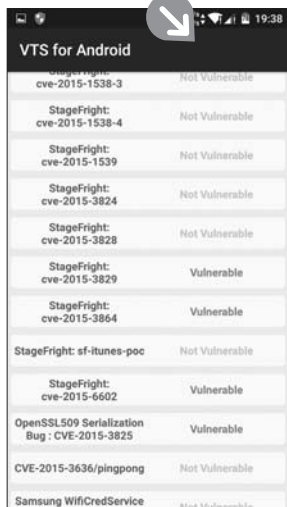 19:38
VTS for Android
StageFright:
cve-2015-1538-3
Not Vulnerable
StageFright:
cve-2015-1538-4
Not Vulnerable
StageFright:
cve-2015-1539
Not Vulnerable
StageFright:
cve-2015-3824
Not Vulnerable
StageFright:
cve-2015-3828
Not Vulnerable
StageFright:
cve-2015-3829
Vulnerable
StageFright:
cve-2015-3864
Vulnerable
StageFright: sf-itunes-poc
Not Vulnerable
StageFright:
cve-2015-6602
Vulnerable
OpenSSL509 Serialization
Bug : CVE-2015-3825
Vulnerable
CVE-2015-3636/pingpong
Not Vulnerable
Samsung WifiCredService
Not Vulnerable